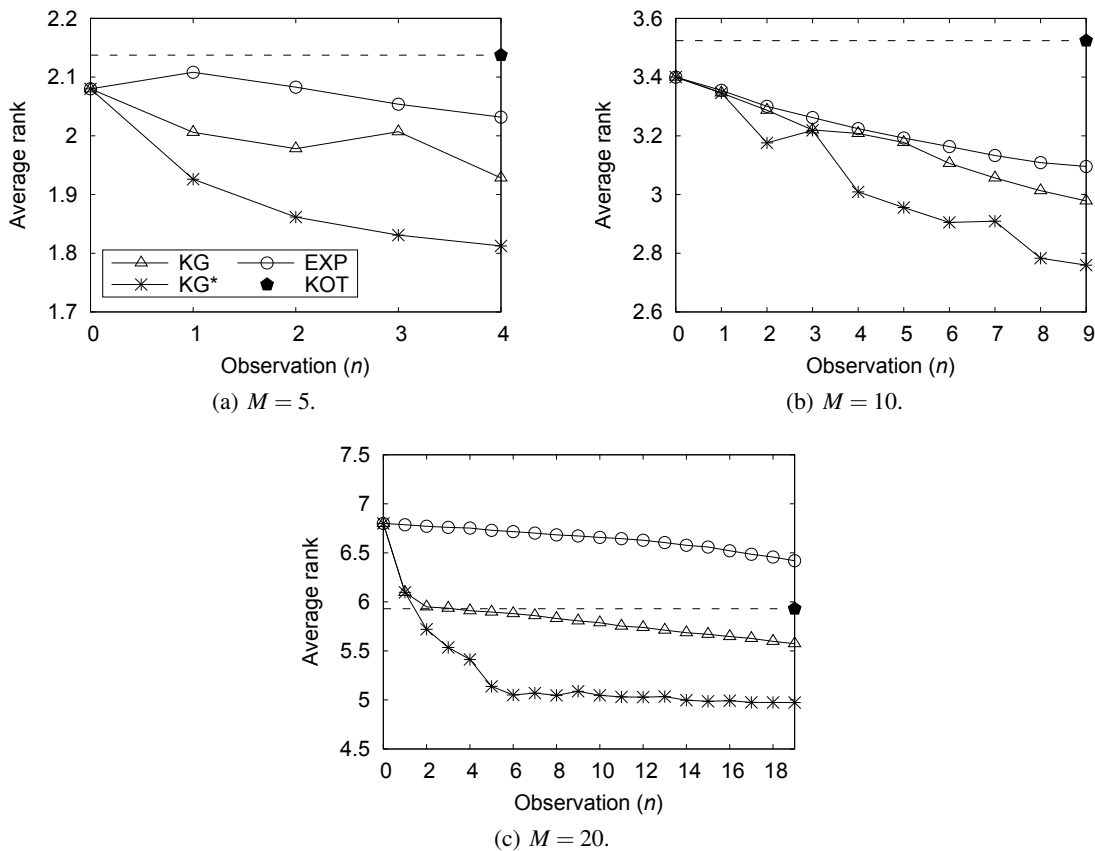 2.2
2.1
2
1.9
1.8
1.7
Average rank
KG
EXP
KG*
KOT
0 1 2 3 4
Observation (n)
(a) M = 5.
3.6
3.4
3.2
3
2.8
2.6
Average rank
0 1 2 3 4 5 6 7 8 9
Observation (n)
(b) M = 10.
7.5
7
6.5
6
5.5
5
4.5
Average rank
0 2 4 6 8 10 12 14 16 18
Observation (n)
(c) M = 20.